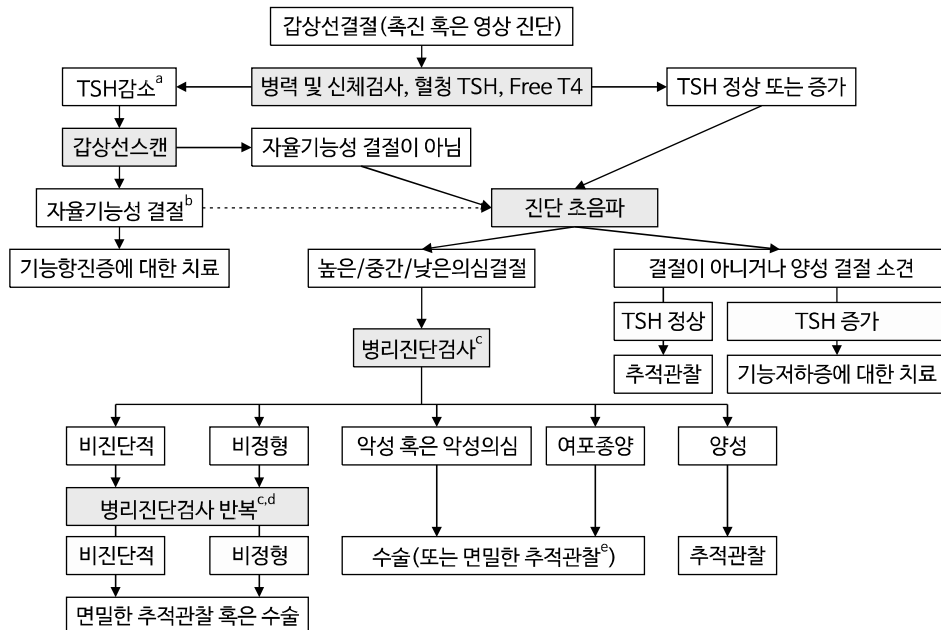 갑상선결절(촉진 혹은 영상 진단)
TSH감소a
병력 및 신체검사, 혈청 TSH, Free T4
TSH 정상 또는 증가
갑상선스캔
자율기능성 결절이 아님
자율기능성 결절b
진단 초음파
기능항진증에 대한 치료
높은/중간/낮은의심결절
결절이 아니거나 양성 결절 소견
TSH 정상
TSH 증가
병리진단검사c
추적관찰
기능저하증에 대한 치료
비진단적
비정형
악성 혹은 악성의심
여포종양
양성
병리진단검사 반복c,d
비진단적
비정형
수술(또는 면밀한 추적관찰e)
추적관찰
면밀한 추적관찰 혹은 수술